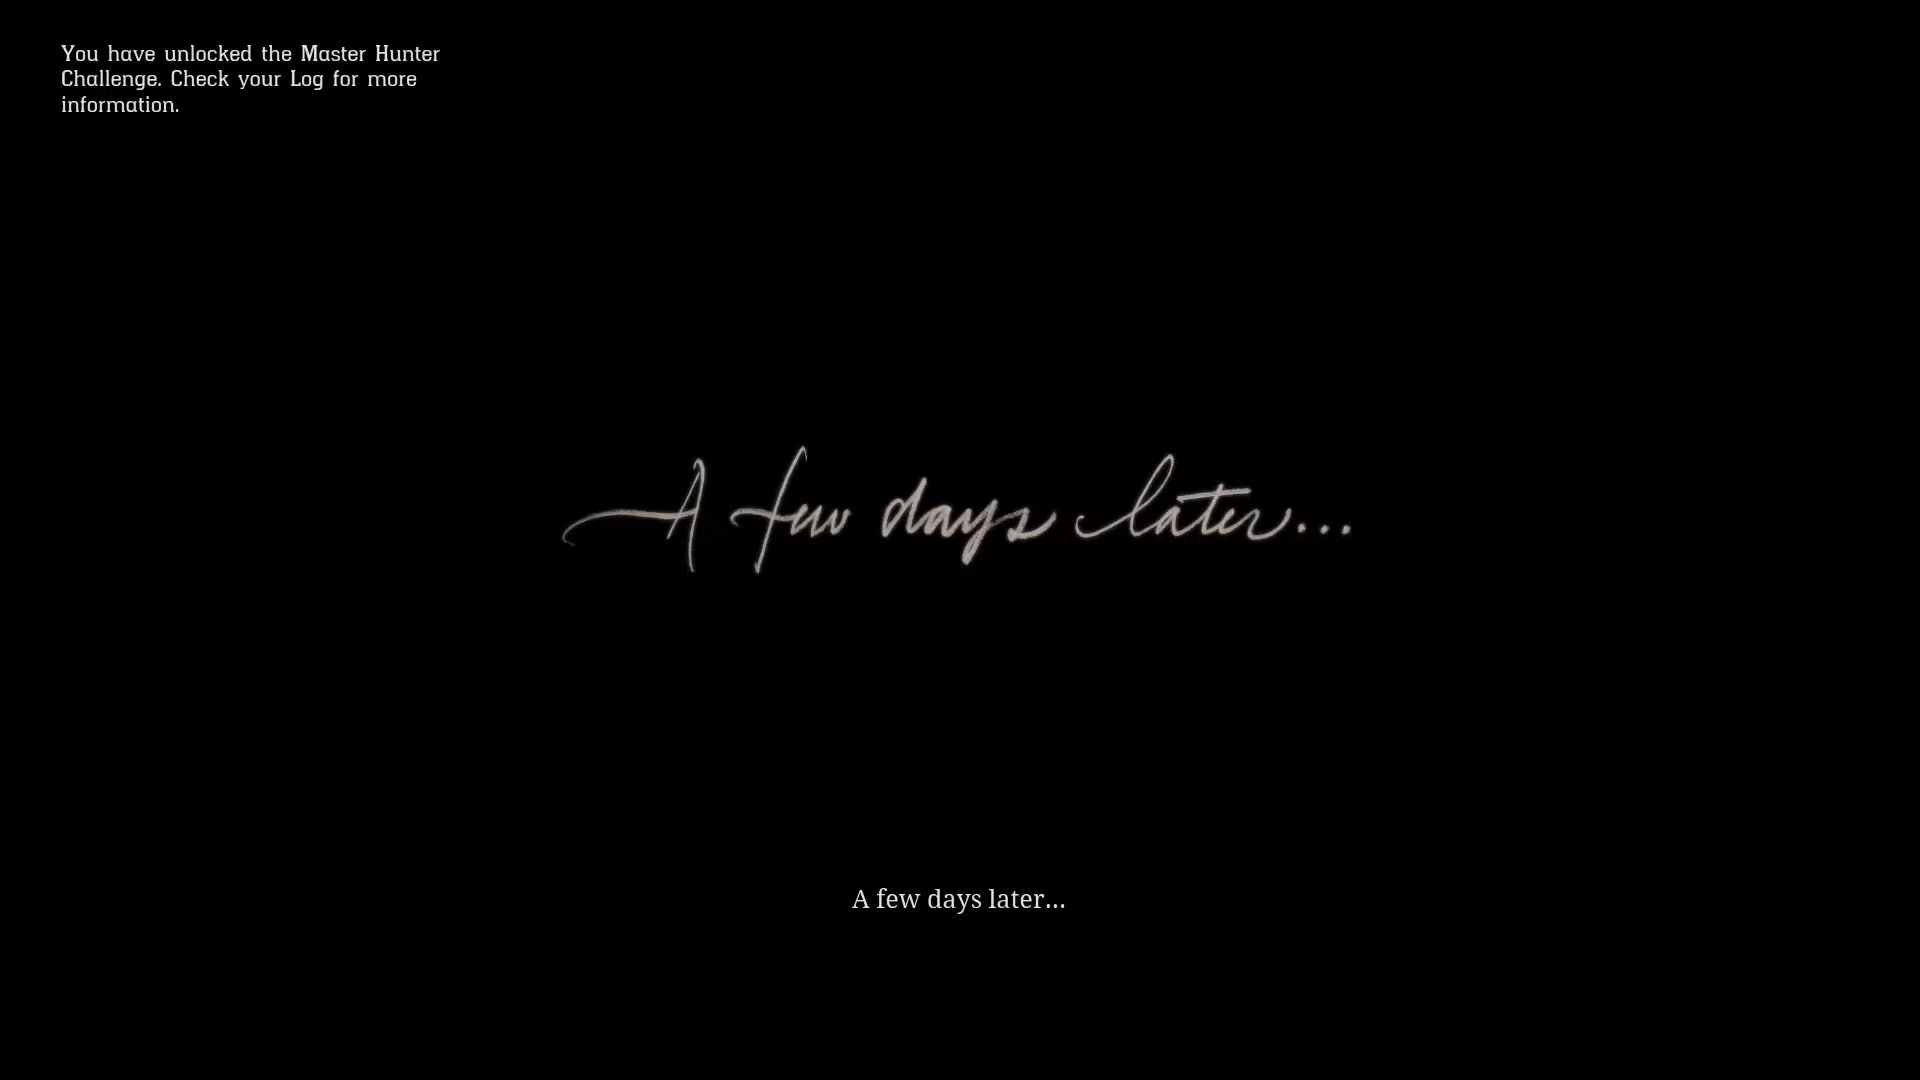 You have unlocked the Master Hunter
Challenge. Check your Log for more
information.
A few days later...
A few days later...